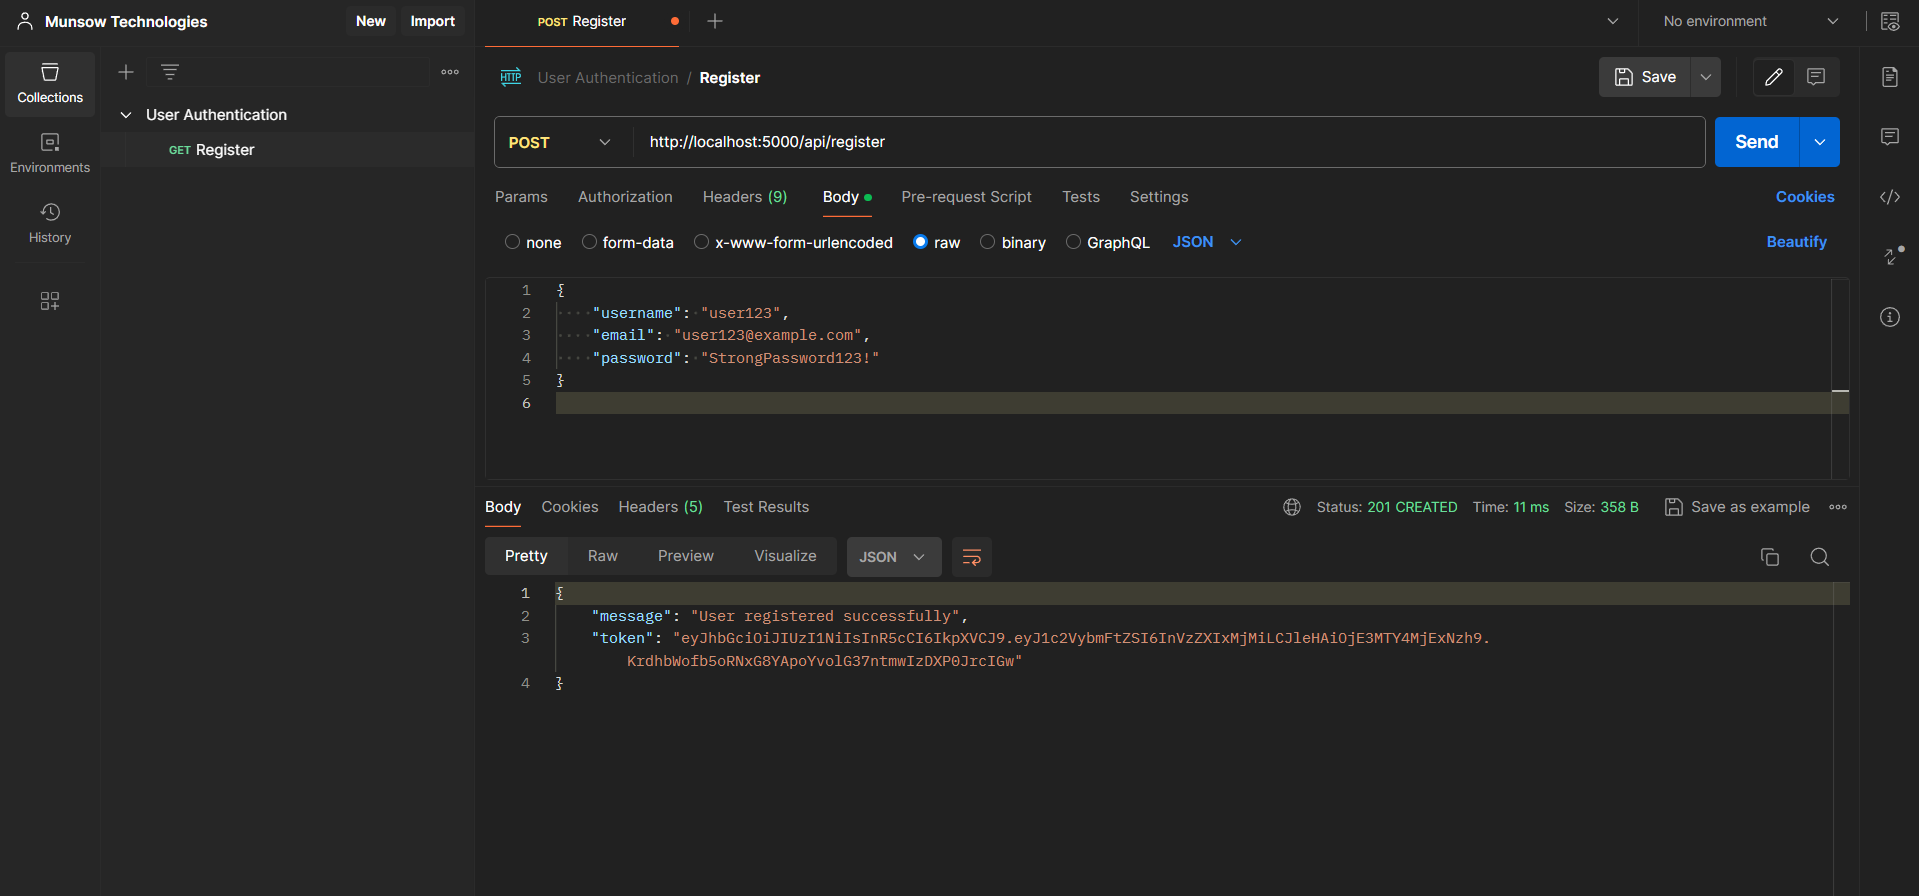 Munsow Technologies
New
Import
POST Register
No environment
Collections
Environments
History
User Authentication
GET Register
HTTP
User Authentication / Register
Save
POST
http://localhost:5000/api/register
Send
Params
Authorization
Headers (9)
Body
Pre-request Script
Tests
Settings
Cookies
none
form-data
x-www-form-urlencoded
raw
binary
GraphQL
JSON
Beautify
1 {
2 "username": "user123",
3 "email": "user123@example.com",
4 "password": "StrongPassword123!"
5 }
6
Body
Cookies
Headers (5)
Test Results
Status: 201 CREATED
Time: 11 ms
Size: 358 B
Save as example
Pretty
Raw
Preview
Visualize
JSON
1 {
2 "message": "User registered successfully",
3 "token": "eyJhbGciOiJIUzI1NiIsInR5cCI6IkpXVCJ9.eyJ1c2VybmFtZSI6InVzZXIxMjMiLCJleHAiOjE3MTY4MjExNzh9.
KrdhbWofb5oRNxG8YApoYvolG37ntmwIzDXP0JrcIGw"
4 }